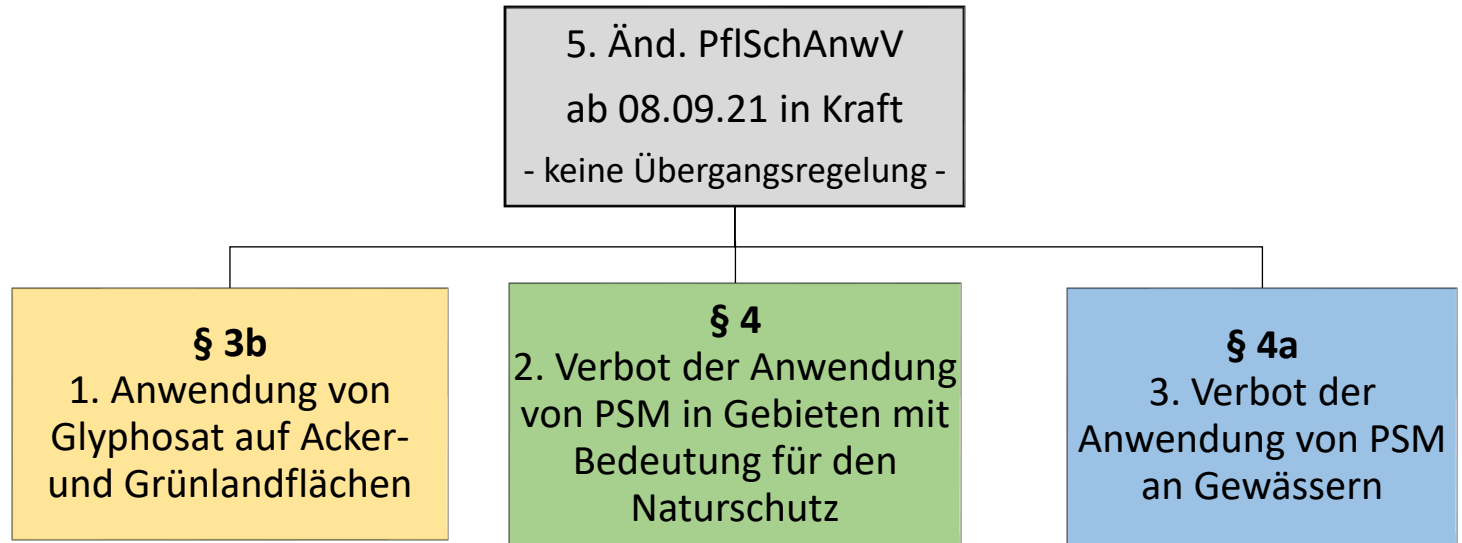 5. Änd. PflSchAnwV
ab 08.09.21 in Kraft
- keine Übergangsregelung -
§ 3b
1. Anwendung von
Glyphosat auf Acker-
und Grünlandflächen
§ 4
2. Verbot der Anwendung
von PSM in Gebieten mit
Bedeutung für den
Naturschutz
§ 4a
3. Verbot der
Anwendung von PSM
an Gewässern